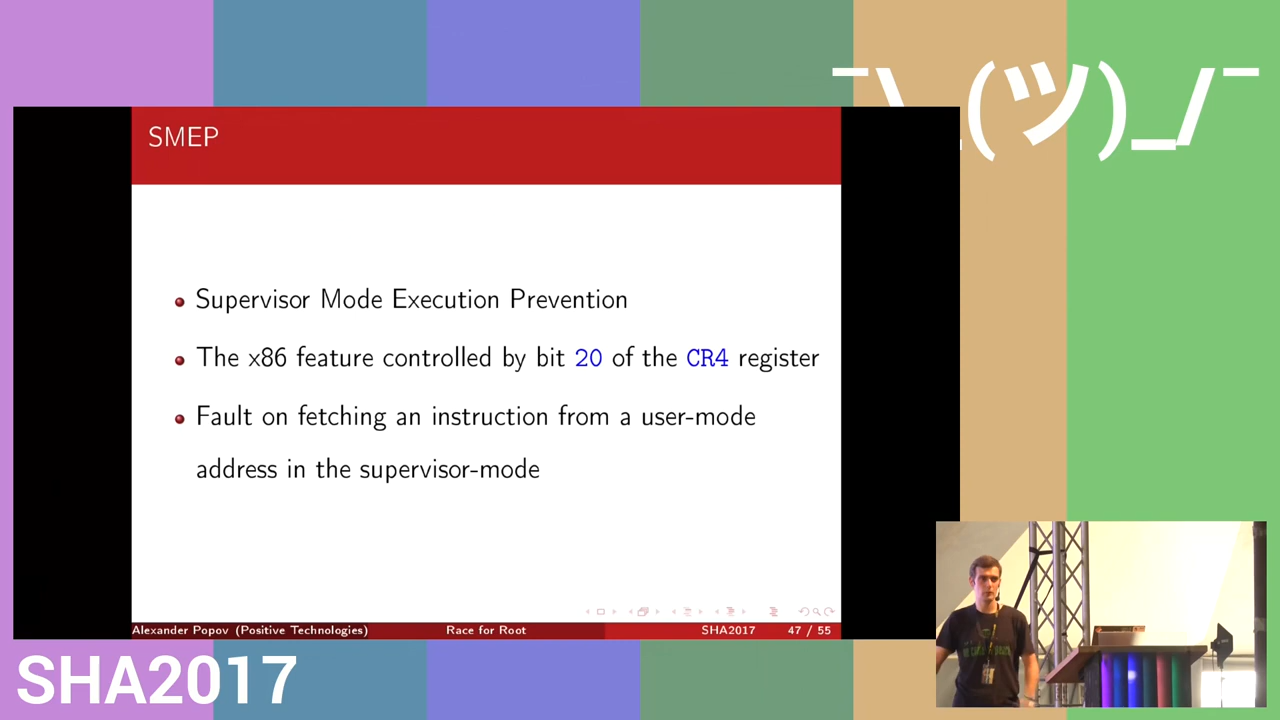 ¯\_(ツ)_/¯
SMEP
Supervisor Mode Execution Prevention
The x86 feature controlled by bit 20 of the CR4 register
Fault on fetching an instruction from a user-mode
address in the supervisor-mode
Alexander Popov (Positive Technologies) Race for Root SHA2017 47 / 55
SHA2017